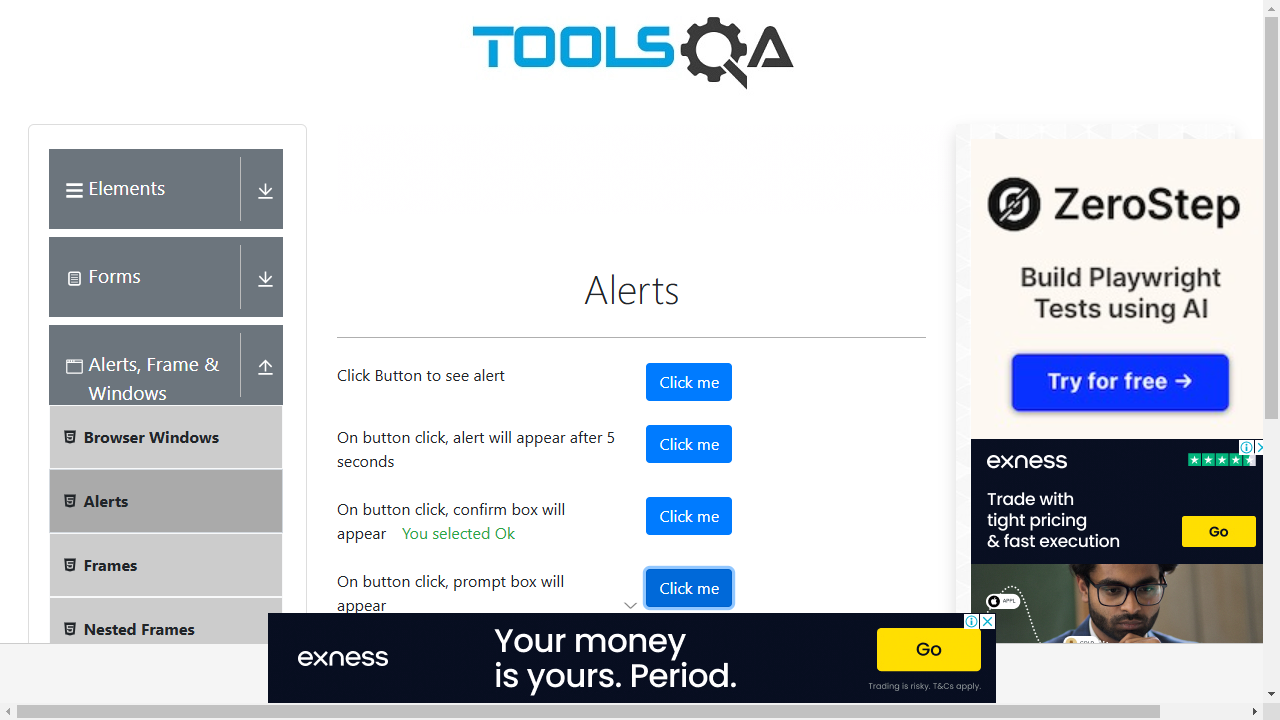 TOOLSQA
Elements
Forms
Alerts, Frame &
Windows
Browser Windows
Alerts
Frames
Nested Frames
Alerts
Click Button to see alert
Click me
On button click, alert will appear after 5
seconds
Click me
On button click, confirm box will
appear You selected Ok
Click me
On button click, prompt box will
appear
Click me
ZeroStep
Build Playwright
Tests using AI
Try for free →
exness
Trade with
tight pricing
& fast execution
Go
APPL
exness
Your money
is yours. Period.
Go
Trading is risky. T&Cs apply.